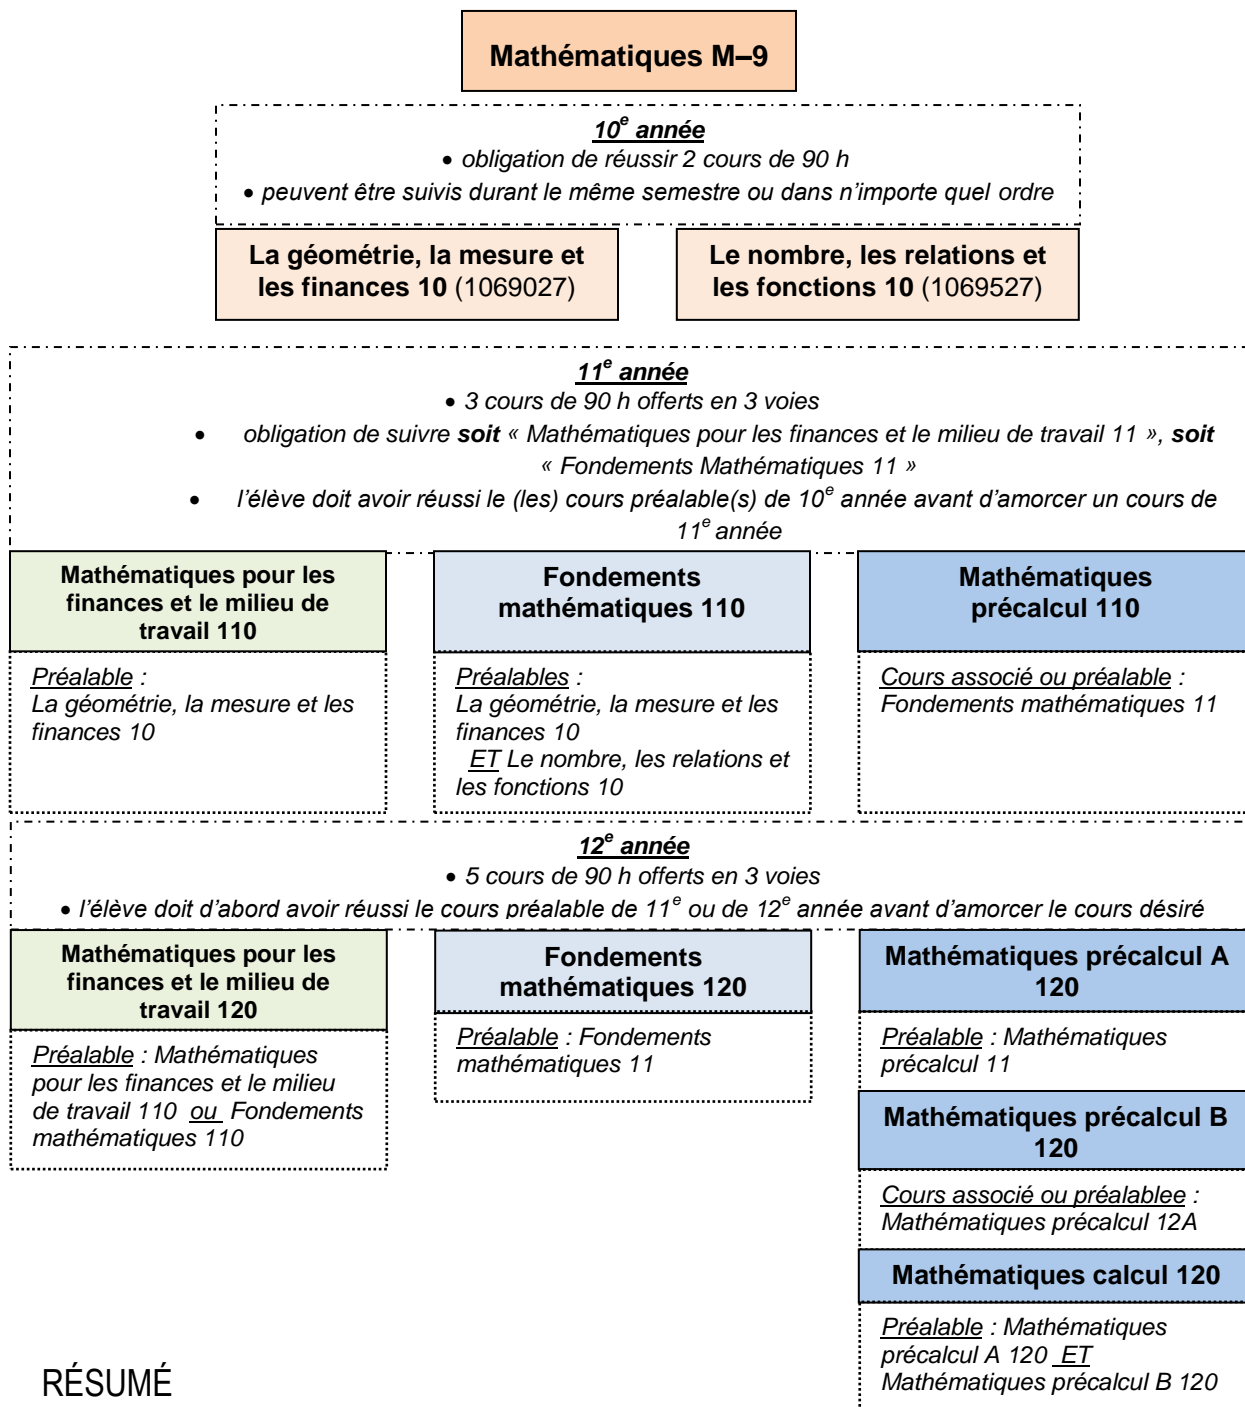 Mathématiques M–9
10e année
• obligation de réussir 2 cours de 90 h
• peuvent être suivis durant le même semestre ou dans n’importe quel ordre
La géométrie, la mesure et
les finances 10 (1069027)
Le nombre, les relations et
les fonctions 10 (1069527)
11e année
• 3 cours de 90 h offerts en 3 voies
• obligation de suivre soit « Mathématiques pour les finances et le milieu de travail 11 », soit
« Fondements Mathématiques 11 »
• l’élève doit avoir réussi le (les) cours préalable(s) de 10e année avant d’amorcer un cours de
11e année
Mathématiques pour les
finances et le milieu de
travail 110
Préalable :
La géométrie, la mesure et les
finances 10
Fondements
mathématiques 110
Préalables :
La géométrie, la mesure et les
finances 10
ET Le nombre, les relations et
les fonctions 10
Mathématiques
précalcul 110
Cours associé ou préalable :
Fondements mathématiques 11
12e année
• 5 cours de 90 h offerts en 3 voies
• l’élève doit d’abord avoir réussi le cours préalable de 11e ou de 12e année avant d’amorcer le cours désiré
Mathématiques pour les
finances et le milieu de
travail 120
Préalable : Mathématiques
pour les finances et le milieu
de travail 110 ou Fondements
mathématiques 110
Fondements
mathématiques 120
Préalable : Fondements
mathématiques 11
Mathématiques précalcul A
120
Préalable : Mathématiques
précalcul 11
Mathématiques précalcul B
120
Cours associé ou préalablee :
Mathématiques précalcul 12A
Mathématiques calcul 120
Préalable : Mathématiques
précalcul A 120 ET
Mathématiques précalcul B 120
RÉSUMÉ